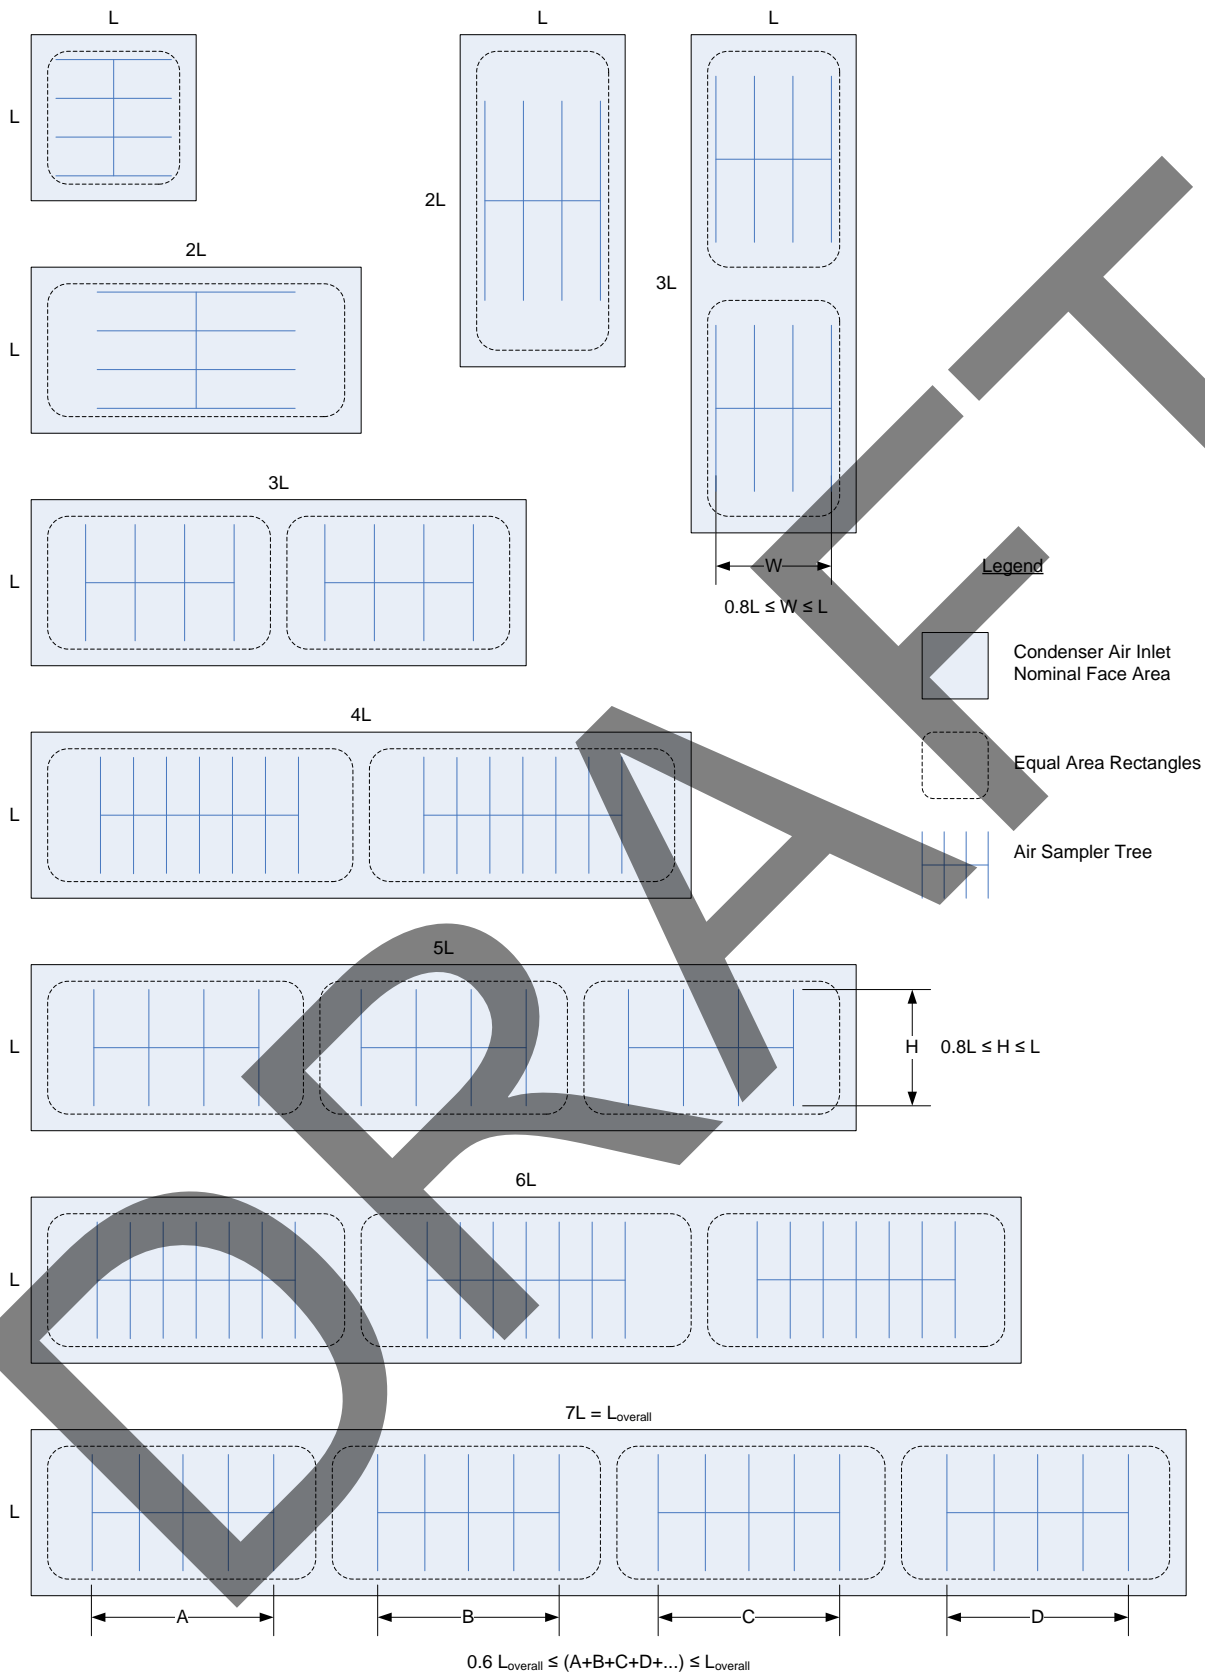 L
L
L
L
2L
3L
2L
L
3L
L
W
0.8L ≤ W ≤ L
Legend
Condenser Air Inlet
Nominal Face Area
Equal Area Rectangles
Air Sampler Tree
4L
L
5L
L
H
0.8L ≤ H ≤ L
6L
L
7L = Loverall
L
A
B
C
D
0.6 Loverall ≤ (A+B+C+D+...) ≤ Loverall
DRAFT